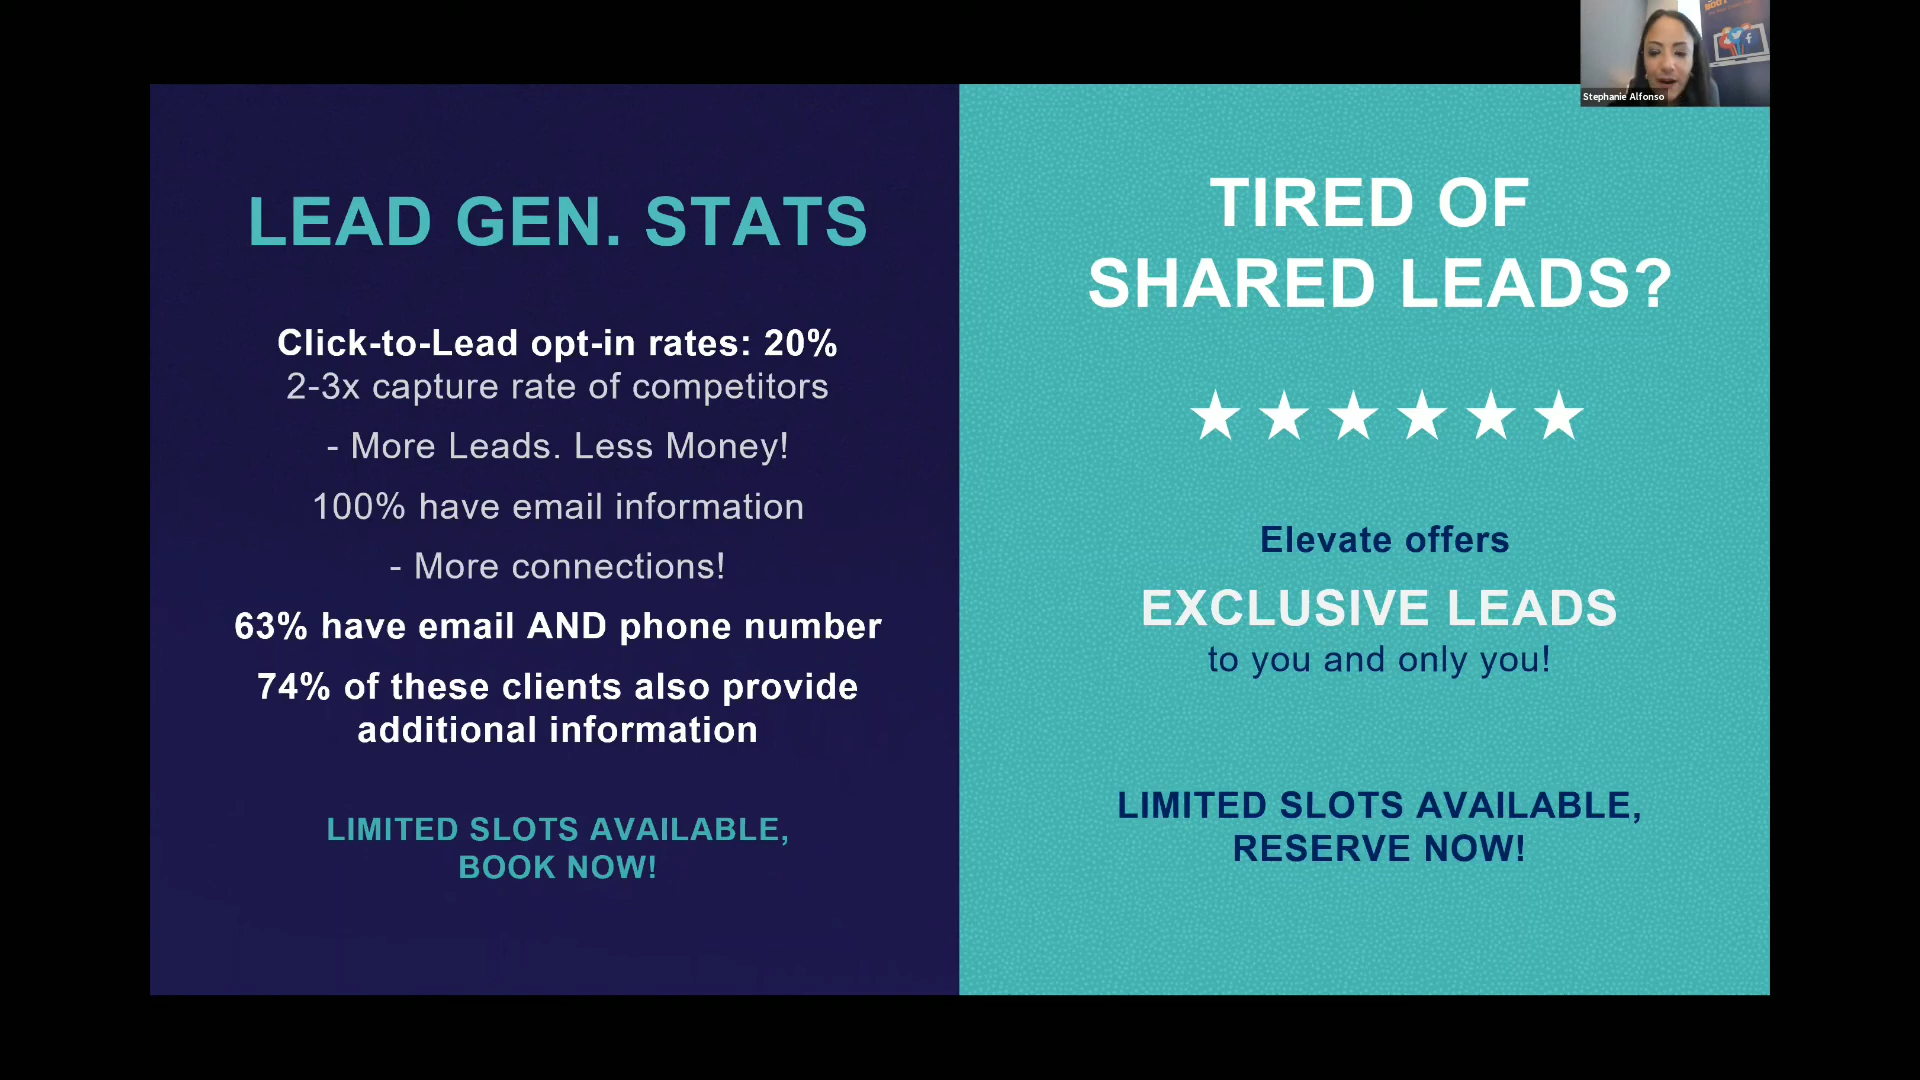 LEAD GEN. STATS
Click-to-Lead opt-in rates: 20%
2-3x capture rate of competitors
- More Leads. Less Money!
100% have email information
- More connections!
63% have email AND phone number
74% of these clients also provide
additional information
LIMITED SLOTS AVAILABLE,
BOOK NOW!
TIRED OF
SHARED LEADS?
Elevate offers
EXCLUSIVE LEADS
to you and only you!
LIMITED SLOTS AVAILABLE,
RESERVE NOW!
Stephanie Alfonso